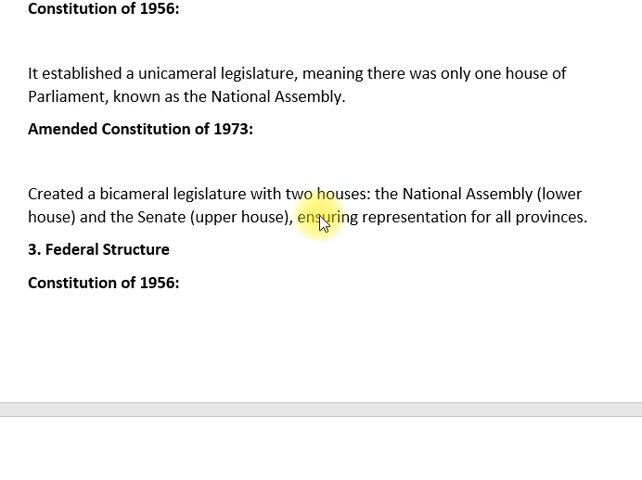 Constitution of 1956:
It established a unicameral legislature, meaning there was only one house of
Parliament, known as the National Assembly.
Amended Constitution of 1973:
Created a bicameral legislature with two houses: the National Assembly (lower
house) and the Senate (upper house), ensuring representation for all provinces.
3. Federal Structure
Constitution of 1956: